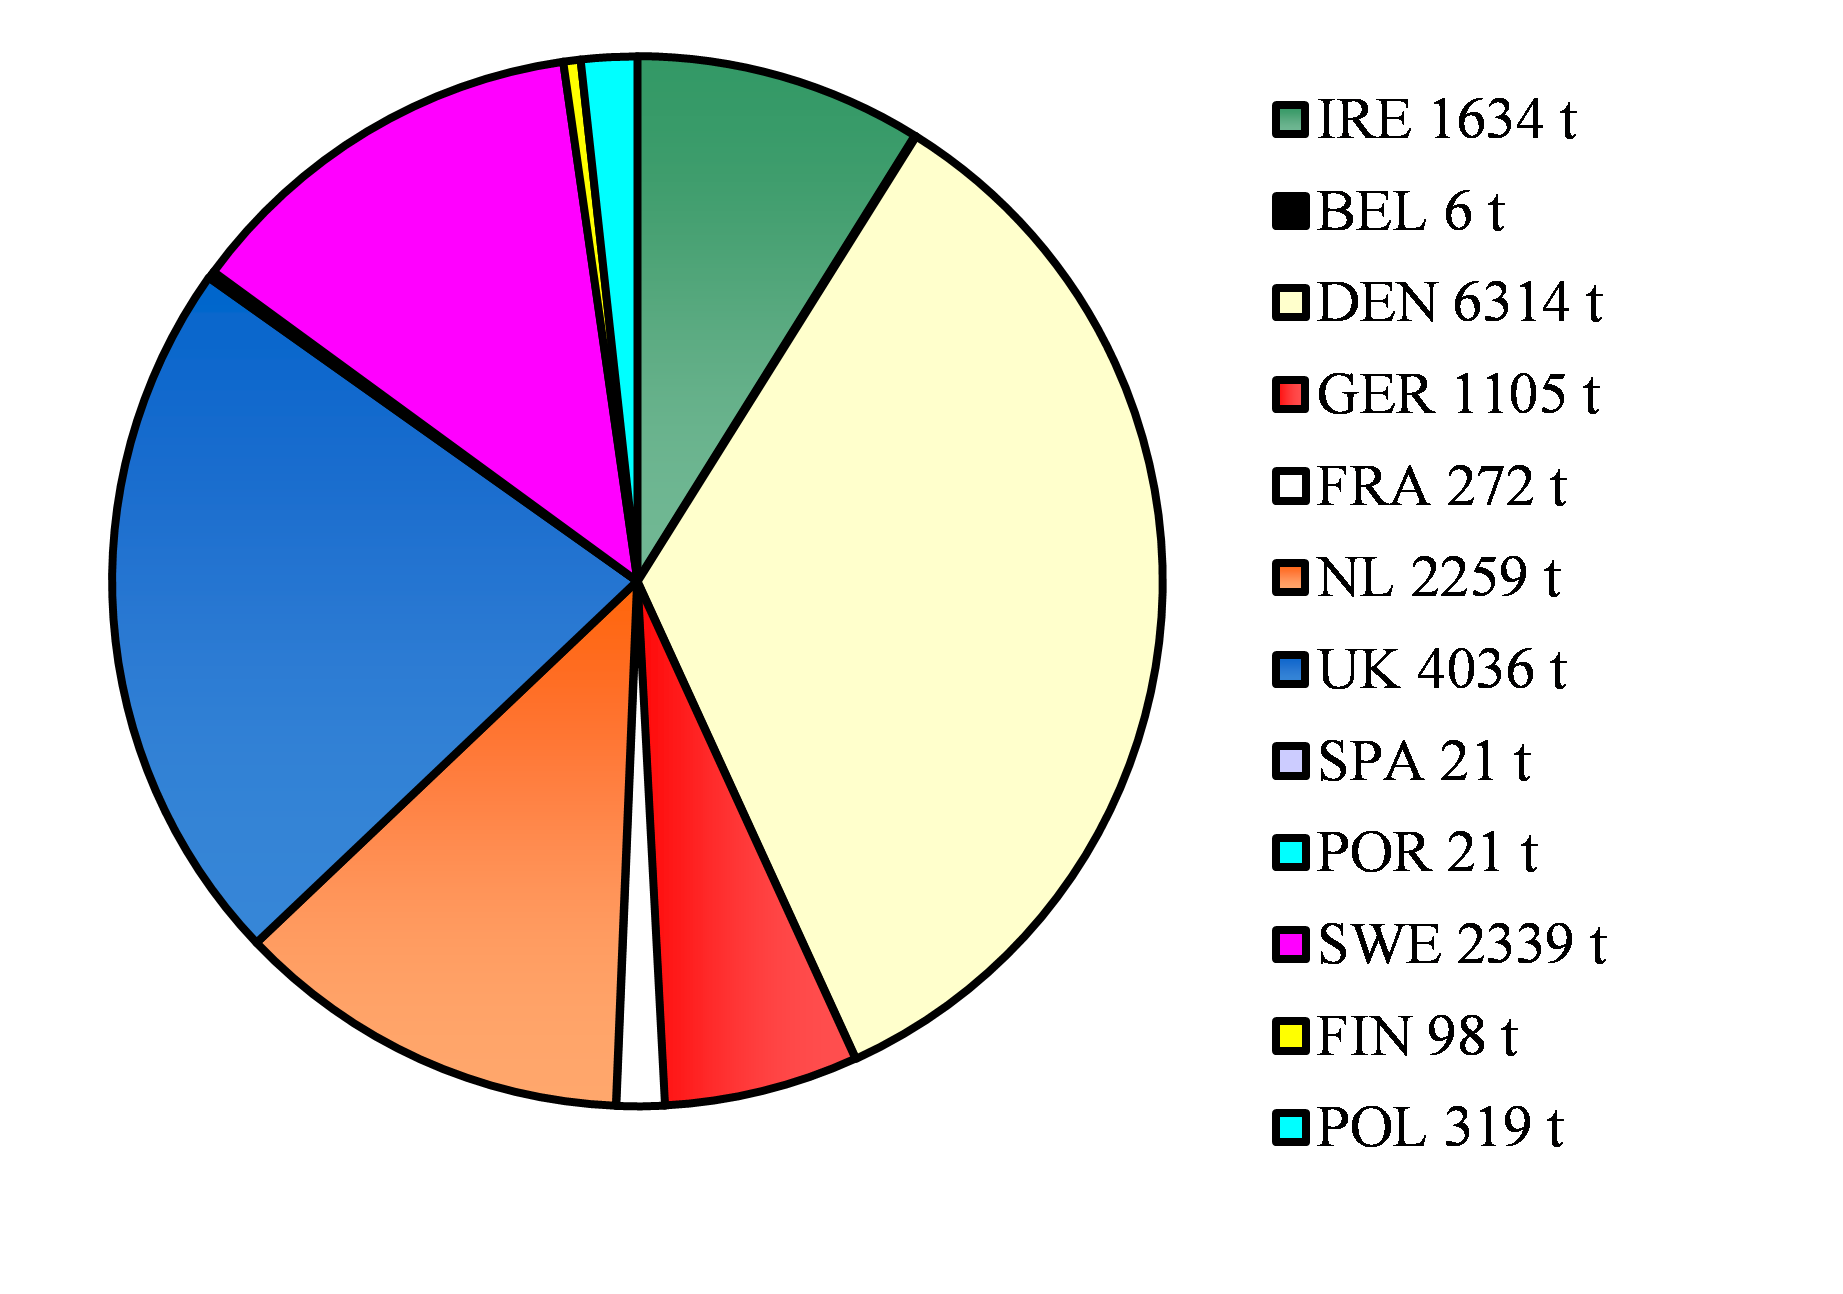 IRE 1634 t
BEL 6 t
DEN 6314 t
GER 1105 t
FRA 272 t
NL 2259 t
UK 4036 t
SPA 21 t
POR 21 t
SWE 2339 t
FIN 98 t
POL 319 t